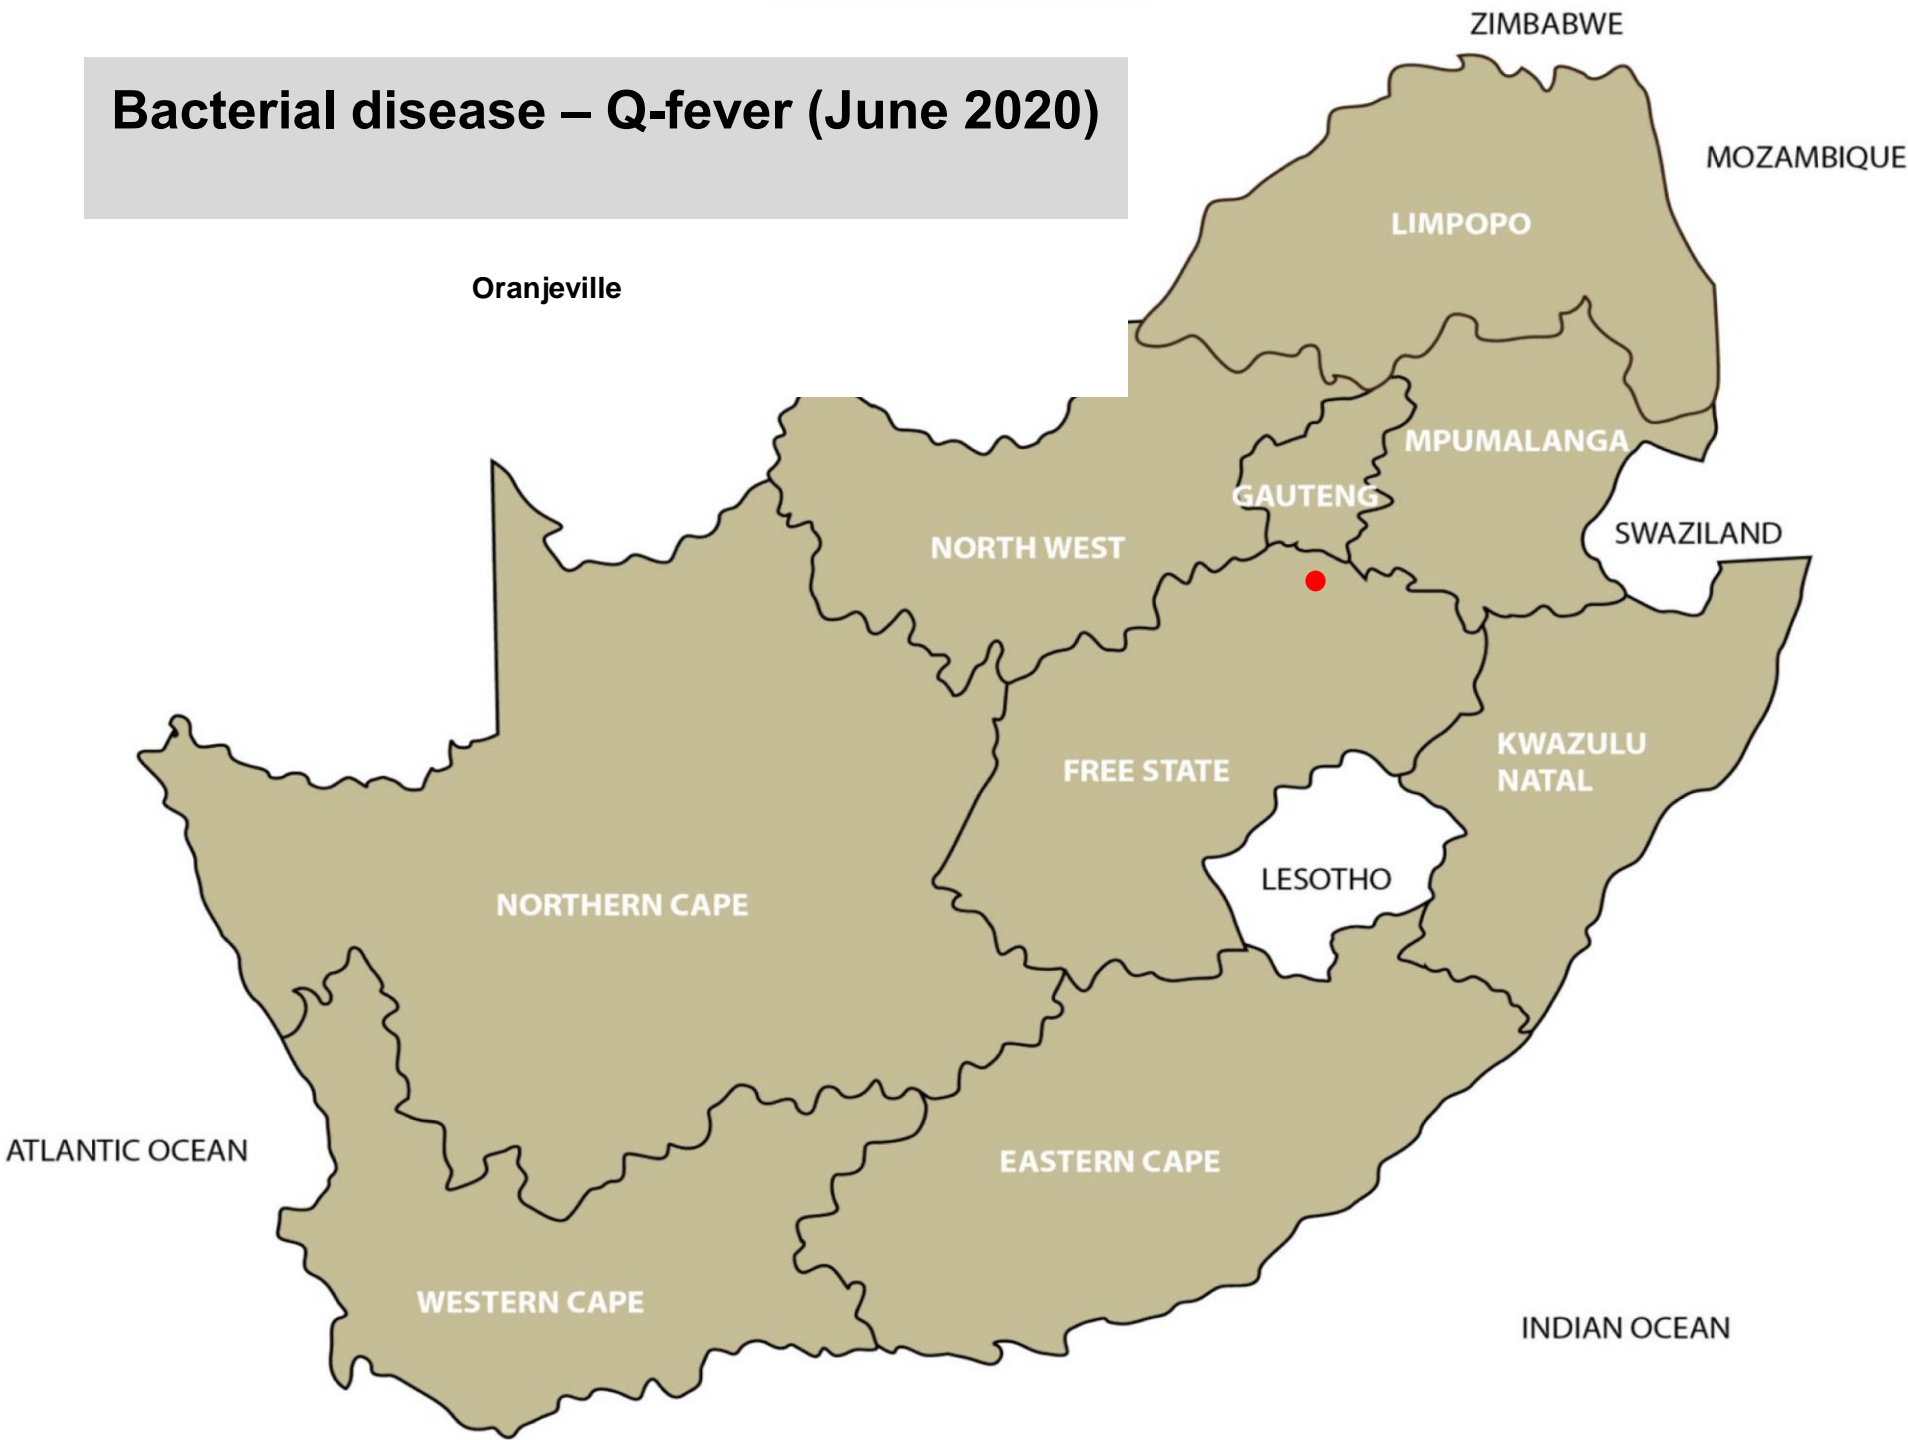 ZIMBABWE
Bacterial disease – Q-fever (June 2020)
MOZAMBIQUE
LIMPOPO
Oranjeville
MPUMALANGA
GAUTENG
SWAZILAND
NORTH WEST
KWAZULU
NATAL
FREE STATE
LESOTHO
NORTHERN CAPE
ATLANTIC OCEAN
EASTERN CAPE
WESTERN CAPE
INDIAN OCEAN